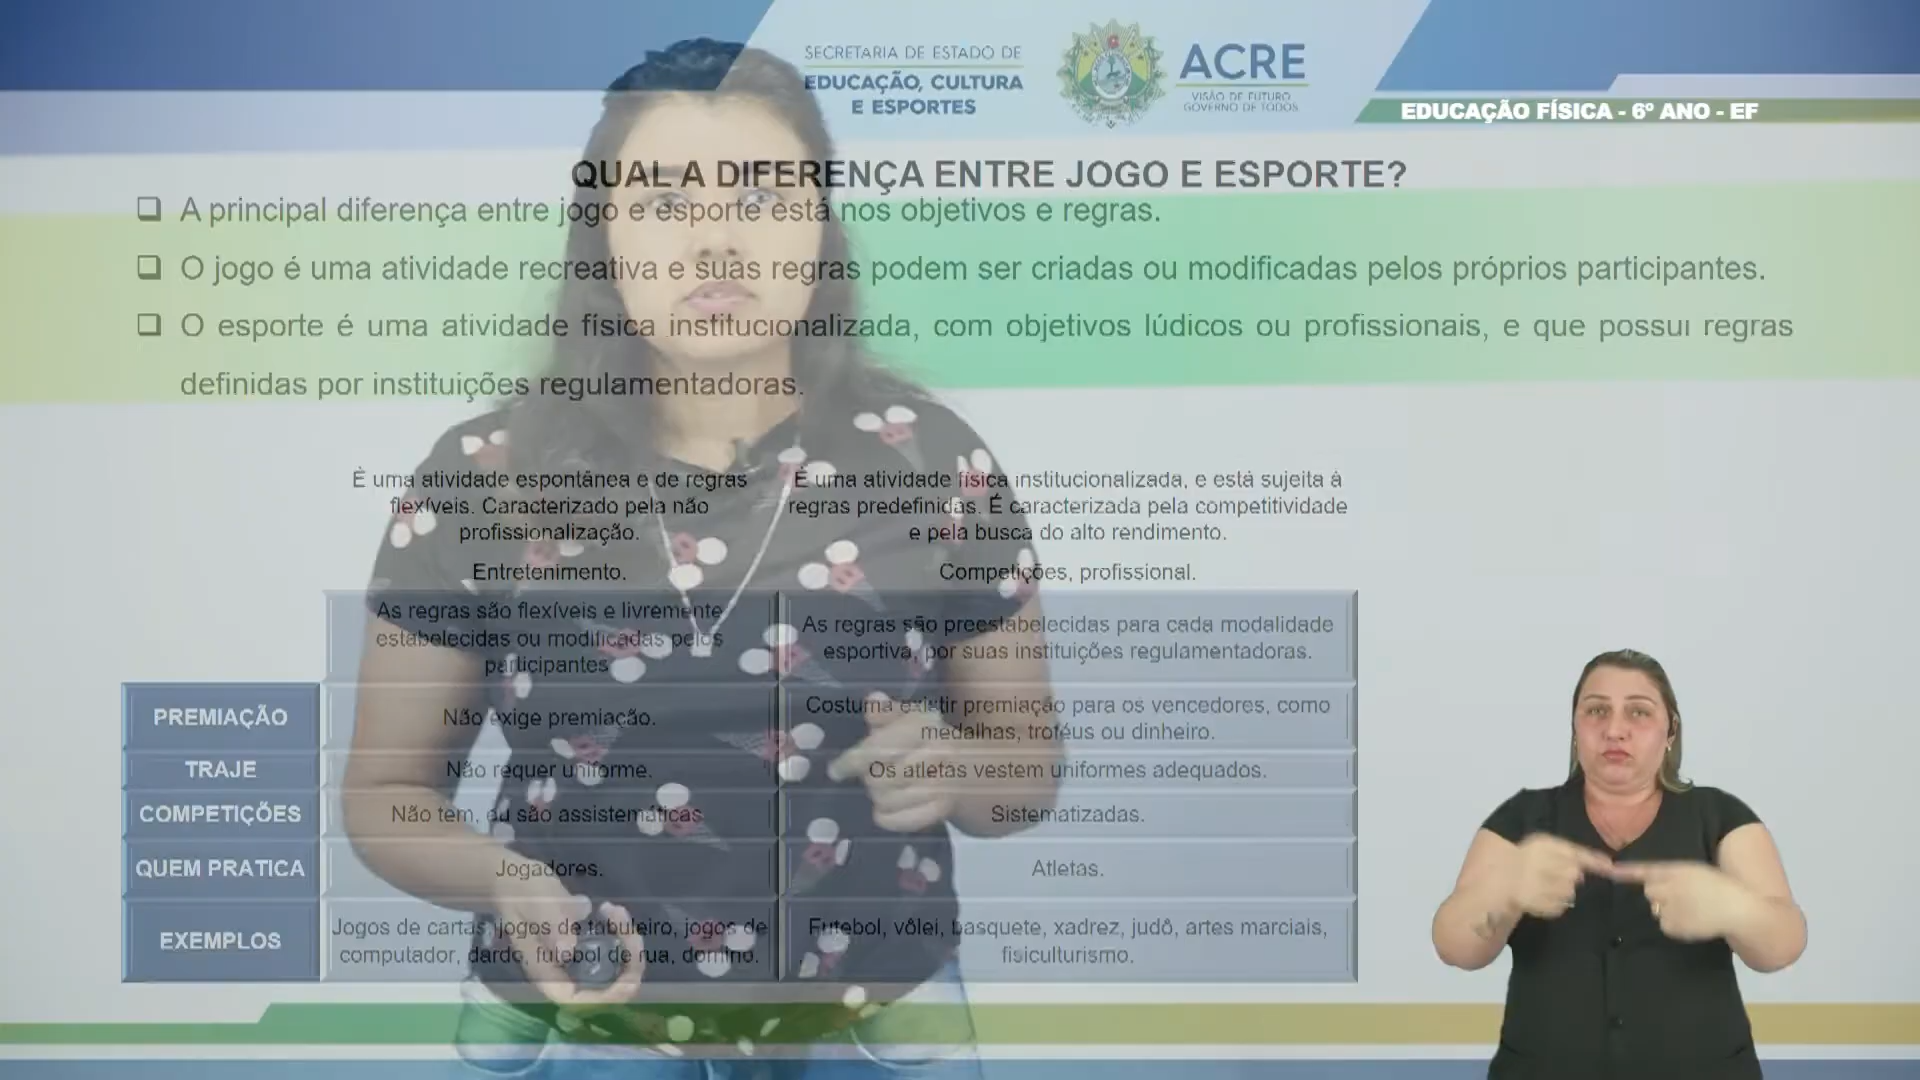 SECRETARIA DE ESTADO DE
EDUCAÇÃO, CULTURA
E ESPORTES
ACRE
VISÃO DE FUTURO
GOVERNO DE TODOS
EDUCAÇÃO FÍSICA - 6º ANO - EF
QUAL A DIFERENÇA ENTRE JOGO E ESPORTE?
❑ A principal diferença entre jogo e esporte está nos objetivos e regras.
❑ O jogo é uma atividade recreativa e suas regras podem ser criadas ou modificadas pelos próprios participantes.
❑ O esporte é uma atividade física institucionalizada, com objetivos lúdicos ou profissionais, e que possui regras
definidas por instituições regulamentadoras.
É uma atividade espontânea e de regras
flexíveis. Caracterizado pela não
profissionalização.
É uma atividade física institucionalizada, e está sujeita à
regras predefinidas. É caracterizada pela competitividade
e pela busca do alto rendimento.
Entretenimento.
Competições, profissional.
As regras são flexíveis e livremente
estabelecidas ou modificadas pelos
participantes
As regras são preestabelecidas para cada modalidade
esportiva, por suas instituições regulamentadoras.
PREMIAÇÃO
Não exige premiação.
Costuma existir premiação para os vencedores, como
medalhas, troféus ou dinheiro.
TRAJE
Não requer uniforme.
Os atletas vestem uniformes adequados.
COMPETIÇÕES
Não tem, ou são assistemáticas
Sistematizadas.
QUEM PRATICA
Jogadores.
Atletas.
EXEMPLOS
Jogos de cartas, jogos de tabuleiro, jogos de
computador, dardo, futebol de rua, dominó.
Futebol, vôlei, basquete, xadrez, judô, artes marciais,
fisiculturismo.